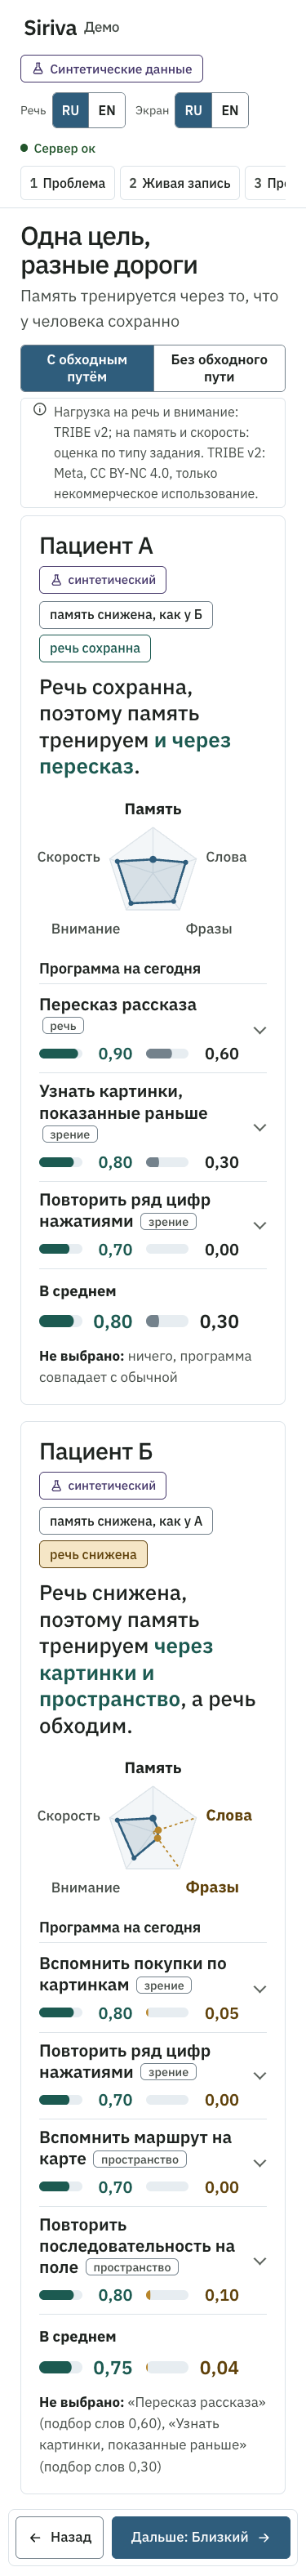 Siriva Демо
Синтетические данные
Речь RU EN Экран RU EN
Сервер ок
1 Проблема 2 Живая запись 3
Одна цель,
разные дороги
Память тренируется через то, что
у человека сохранно
С обходным
путём
Без обходного
пути
Нагрузка на речь и внимание:
TRIBE v2; на память и скорость:
оценка по типу задания. TRIBE v2:
Meta, CC BY-NC 4.0, только
некоммерческое использование.
Пациент А
синтетический
память снижена, как у Б
речь сохранна
Речь сохранна,
поэтому память
тренируем и через
пересказ.
Память
Скорость Слова
Внимание Фразы
Программа на сегодня
Пересказ рассказа
речь
0,90 0,60
Узнать картинки,
показанные раньше
зрение
0,80 0,30
Повторить ряд цифр
нажатиями зрение
0,70 0,00
В среднем
0,80 0,30
Не выбрано: ничего, программа
совпадает с обычной
Пациент Б
синтетический
память снижена, как у А
речь снижена
Речь снижена,
поэтому память
тренируем через
картинки и
пространство, а речь
обходим.
Память
Скорость Слова
Внимание Фразы
Программа на сегодня
Вспомнить покупки по
картинкам зрение
0,80 0,05
Повторить ряд цифр
нажатиями зрение
0,70 0,00
Вспомнить маршрут на
карте пространство
0,70 0,00
Повторить
последовательность на
поле пространство
0,80 0,10
В среднем
0,75 0,04
Не выбрано: «Пересказ рассказа»
(подбор слов 0,60), «Узнать
картинки, показанные раньше»
(подбор слов 0,30)
← Назад
Дальше: Близкий →